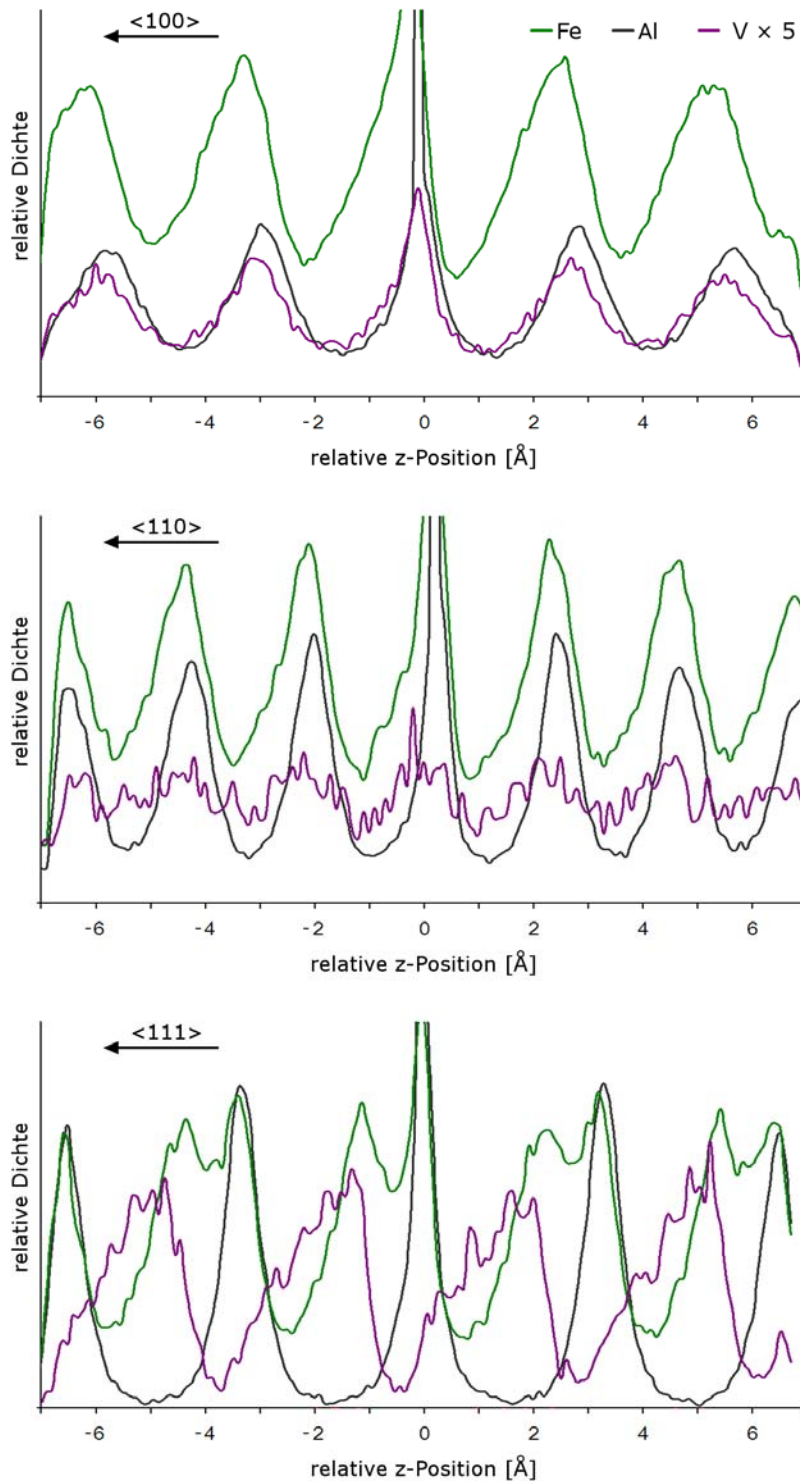 <100>
Fe Al V × 5
relative Dichte
-6 -4 -2 0 2 4 6
relative z-Position [Å]
<110>
relative Dichte
-6 -4 -2 0 2 4 6
relative z-Position [Å]
<111>
relative Dichte
-6 -4 -2 0 2 4 6
relative z-Position [Å]